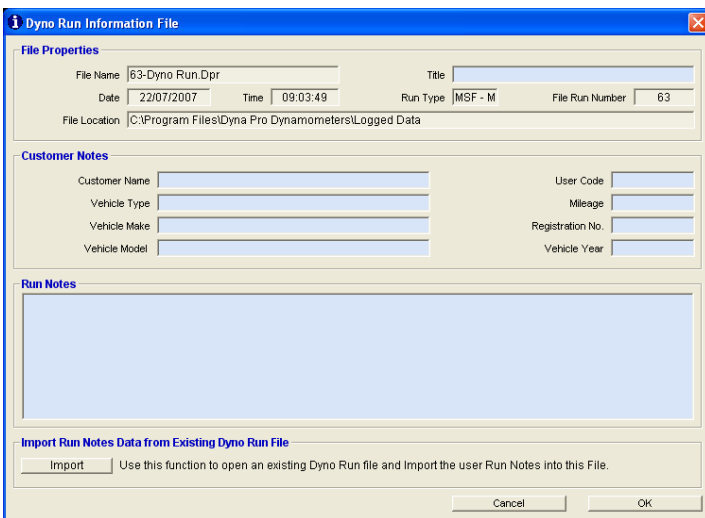 Dyno Run Information File
File Properties
File Name 63-Dyno Run.Dpr Title
Date 22/07/2007 Time 09:03:49 Run Type MSF - M File Run Number 63
File Location C:\Program Files\Dyna Pro Dynamometers\Logged Data
Customer Notes
Customer Name User Code
Vehicle Type Mileage
Vehicle Make Registration No.
Vehicle Model Vehicle Year
Run Notes
Import Run Notes Data from Existing Dyno Run File
Import Use this function to open an existing Dyno Run file and Import the user Run Notes into this File.
Cancel OK